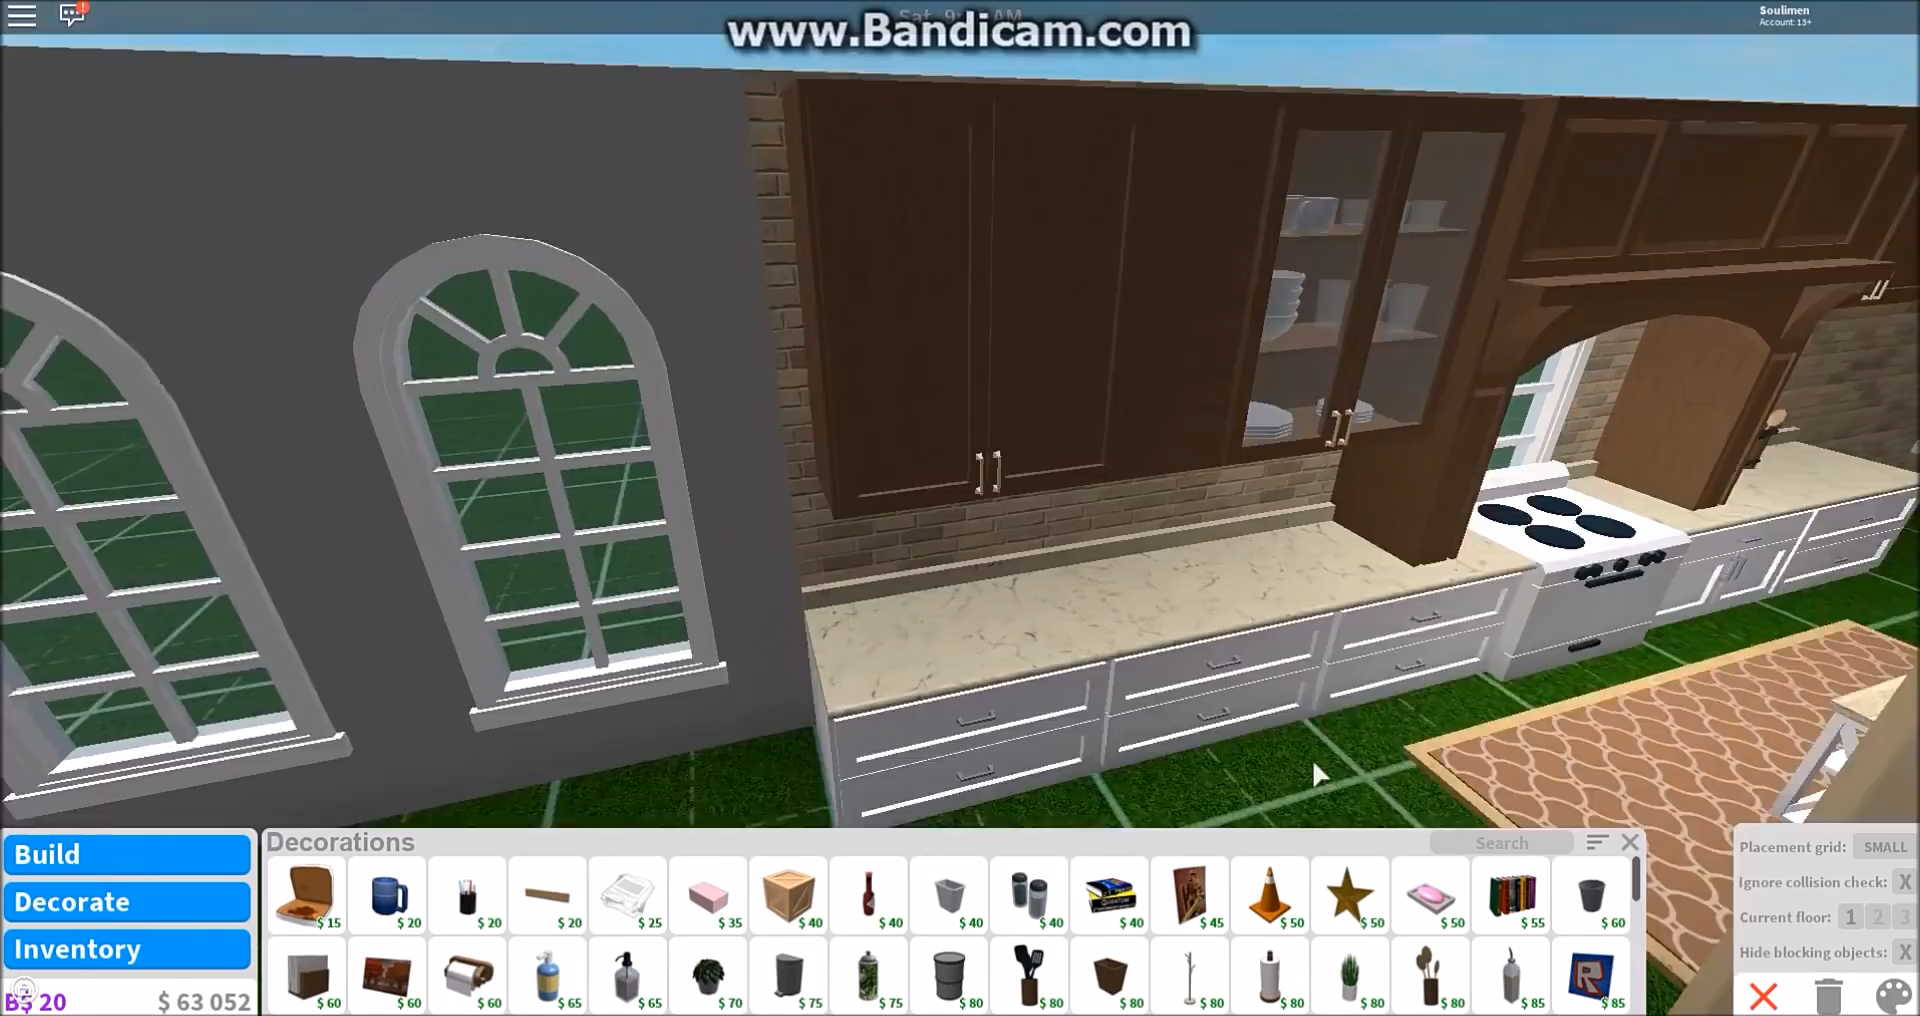 www.Bandicam.com
Soulimen
Account: 13+
Build
Decorate
Inventory
B$ 20
$ 63 052
Decorations
Search
$ 15 $ 20 $ 20 $ 20 $ 25 $ 35 $ 40 $ 40 $ 40 $ 40 $ 40 $ 45 $ 50 $ 50 $ 50 $ 55 $ 60
$ 60 $ 60 $ 60 $ 65 $ 65 $ 70 $ 75 $ 75 $ 80 $ 80 $ 80 $ 80 $ 80 $ 80 $ 80 $ 85 $ 85
Placement grid: SMALL
Ignore collision check: X
Current floor: 1 2 3
Hide blocking objects: X